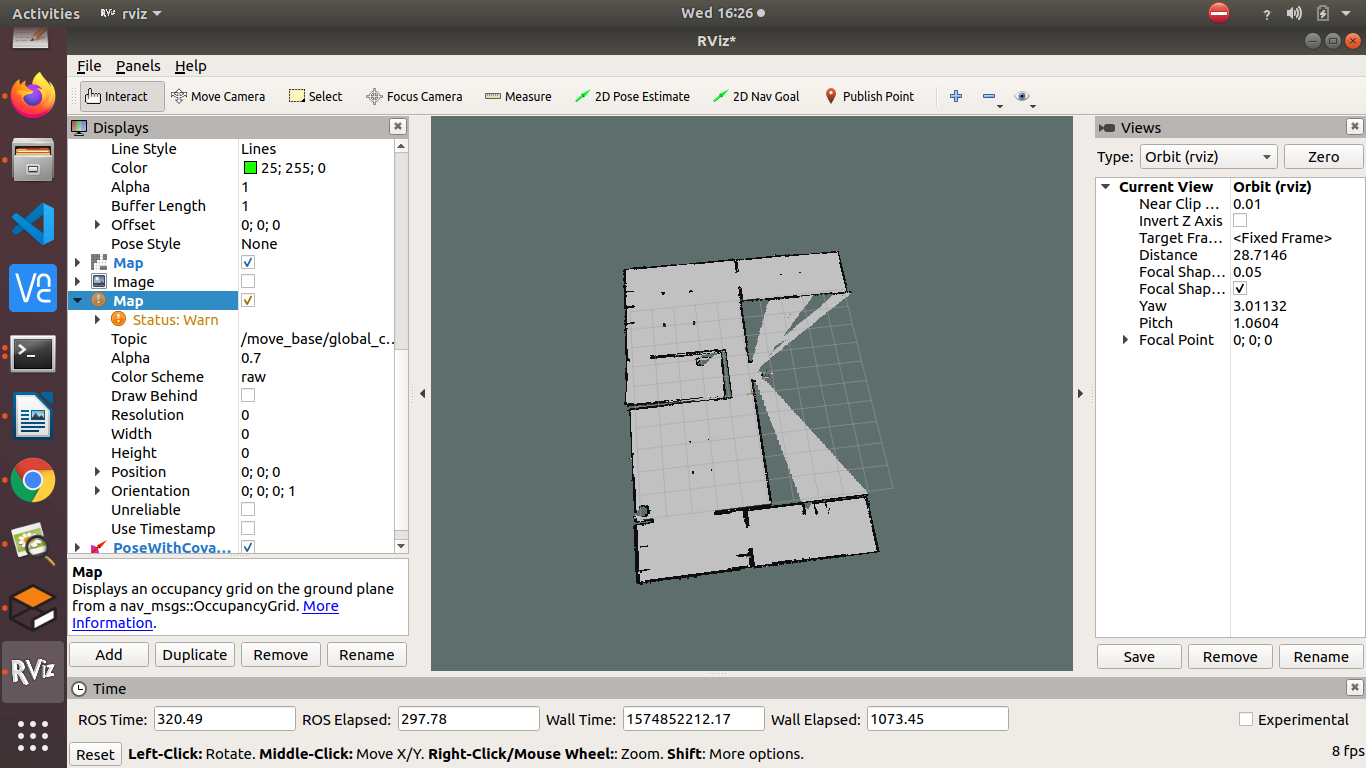 Activities rviz Wed 16:26 ?
RViz*
File Panels Help
Interact Move Camera Select Focus Camera Measure 2D Pose Estimate 2D Nav Goal Publish Point
Displays
Line Style Lines
Color 25; 255; 0
Alpha 1
Buffer Length 1
Offset 0; 0; 0
Pose Style None
Map
Image
Map
Status: Warn
Topic /move_base/global_c...
Alpha 0.7
Color Scheme raw
Draw Behind
Resolution 0
Width 0
Height 0
Position 0; 0; 0
Orientation 0; 0; 0; 1
Unreliable
Use Timestamp
PoseWithCova...
Map
Displays an occupancy grid on the ground plane
from a nav_msgs::OccupancyGrid. More
Information.
Add Duplicate Remove Rename
Views
Type: Orbit (rviz) Zero
Current View Orbit (rviz)
Near Clip ... 0.01
Invert Z Axis
Target Fra... <Fixed Frame>
Distance 28.7146
Focal Shap... 0.05
Focal Shap...
Yaw 3.01132
Pitch 1.0604
Focal Point 0; 0; 0
Save Remove Rename
Time
ROS Time: 320.49 ROS Elapsed: 297.78 Wall Time: 1574852212.17 Wall Elapsed: 1073.45 Experimental
Reset Left-Click: Rotate. Middle-Click: Move X/Y. Right-Click/Mouse Wheel:: Zoom. Shift: More options. 8 fps
RViz